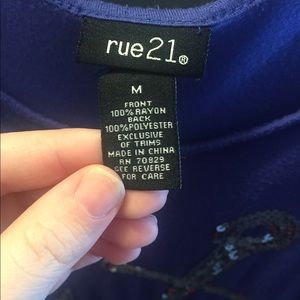 rue21®
M
FRONT
100%RAYON
BACK
100%POLYESTER
EXCLUSIVE
OF TRIMS
MADE IN CHINA
RN 70829
SEE REVERSE
FOR CARE